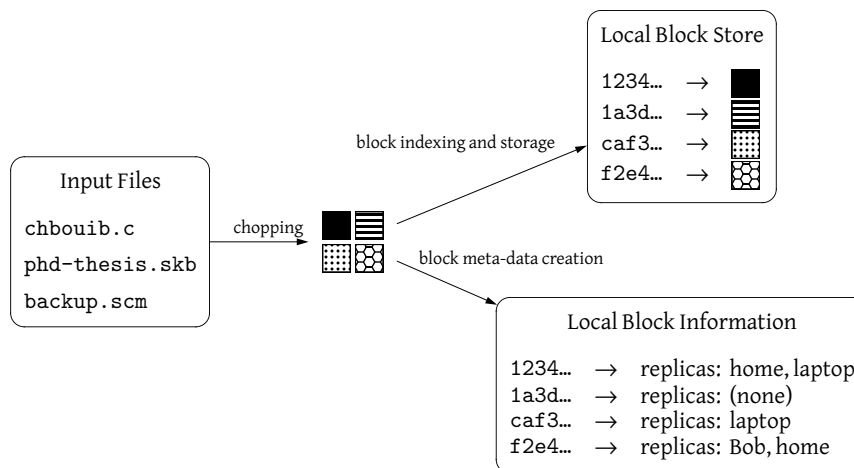 Input Files
chbouib.c
phd-thesis.skb
backup.scm
chopping
block indexing and storage
Local Block Store
1234… →
1a3d… →
caf3… →
f2e4… →
block meta-data creation
Local Block Information
1234… → replicas: home, laptop
1a3d… → replicas: (none)
caf3… → replicas: laptop
f2e4… → replicas: Bob, home